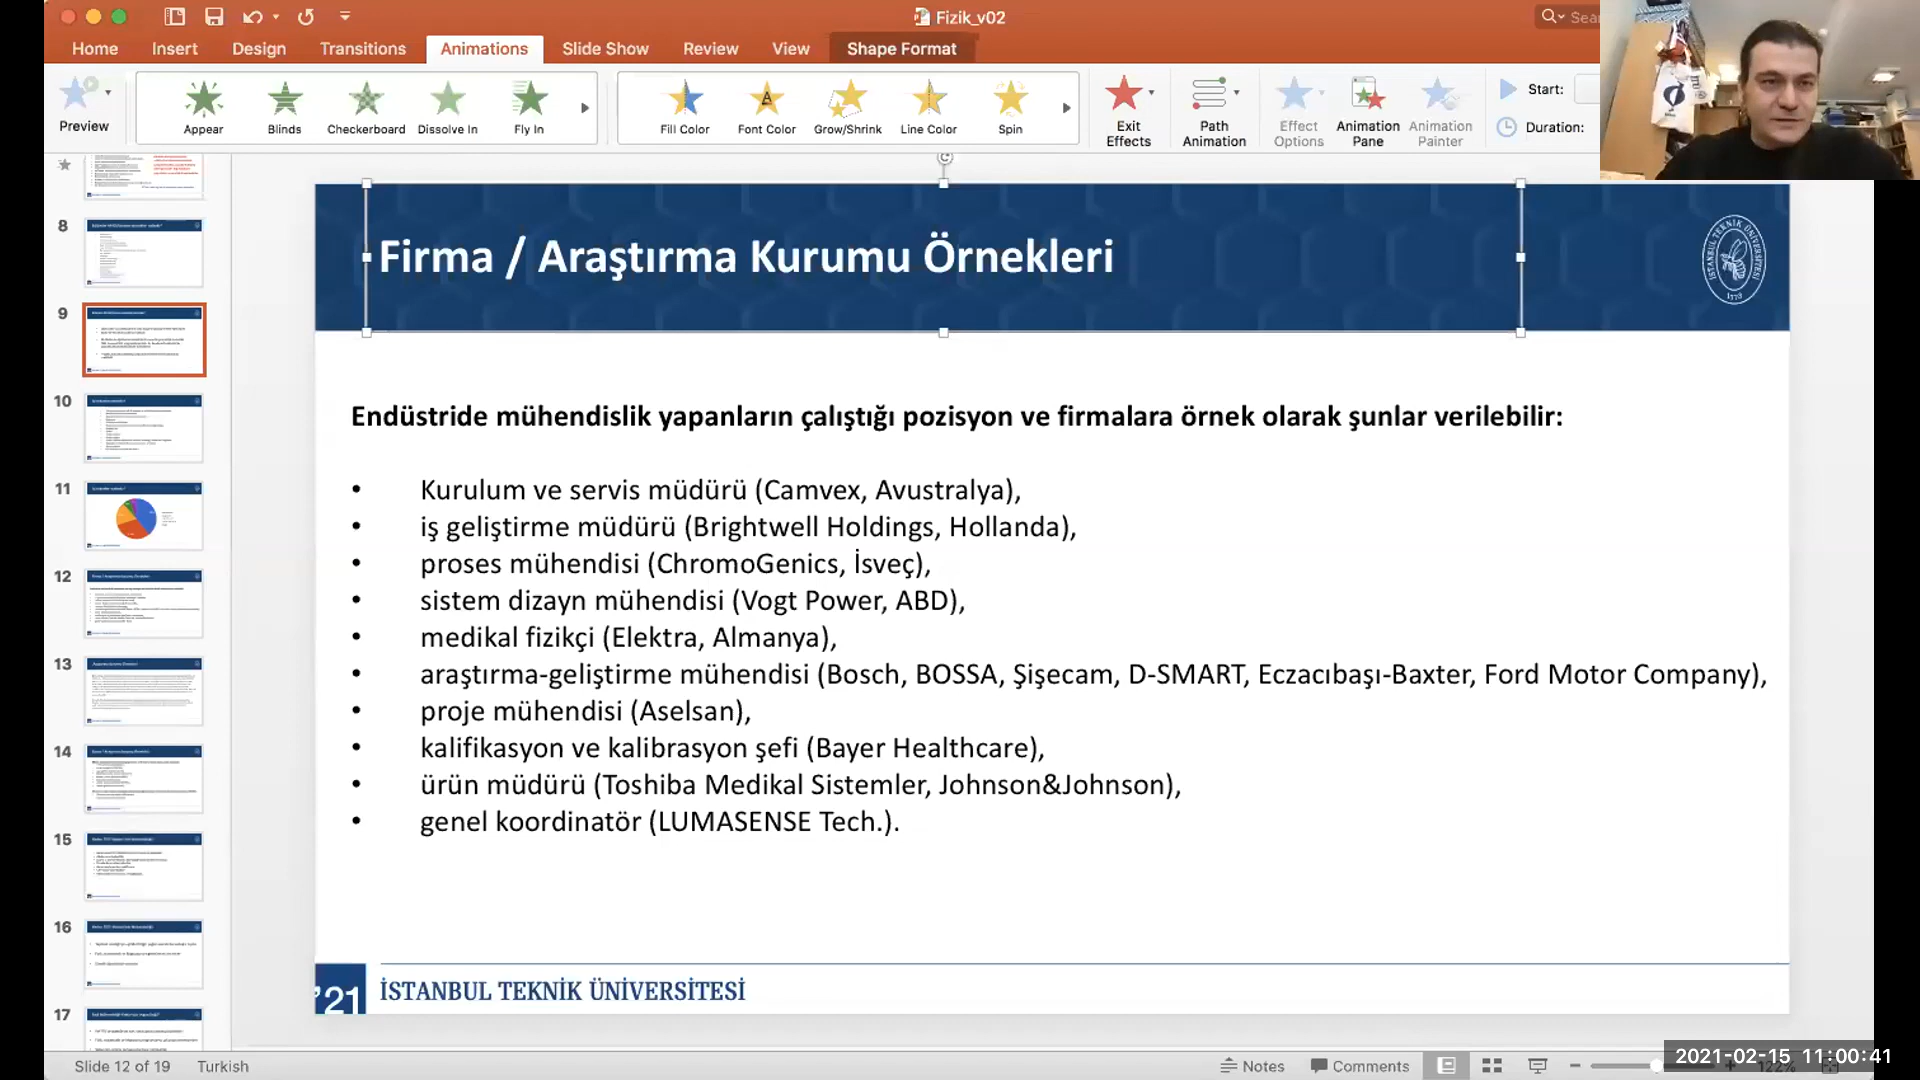 Fizik_v02
Home Insert Design Transitions Animations Slide Show Review View Shape Format
Preview
Appear Blinds Checkerboard Dissolve In Fly In
Fill Color Font Color Grow/Shrink Line Color Spin
Exit Effects
Path Animation
Effect Options
Animation Pane
Animation Painter
Start:
Duration:
8
9
10
11
12
13
14
15
16
17
Firma / Araştırma Kurumu Örnekleri
İSTANBUL TEKNİK ÜNİVERSİTESİ
1773
Endüstride mühendislik yapanların çalıştığı pozisyon ve firmalara örnek olarak şunlar verilebilir:
• Kurulum ve servis müdürü (Camvex, Avustralya),
• iş geliştirme müdürü (Brightwell Holdings, Hollanda),
• proses mühendisi (ChromoGenics, İsveç),
• sistem dizayn mühendisi (Vogt Power, ABD),
• medikal fizikçi (Elektra, Almanya),
• araştırma-geliştirme mühendisi (Bosch, BOSSA, Şişecam, D-SMART, Eczacıbaşı-Baxter, Ford Motor Company),
• proje mühendisi (Aselsan),
• kalifikasyon ve kalibrasyon şefi (Bayer Healthcare),
• ürün müdürü (Toshiba Medikal Sistemler, Johnson&Johnson),
• genel koordinatör (LUMASENSE Tech.).
'21 İSTANBUL TEKNİK ÜNİVERSİTESİ
Slide 12 of 19 Turkish
Notes Comments
2021-02-15 11:00:41